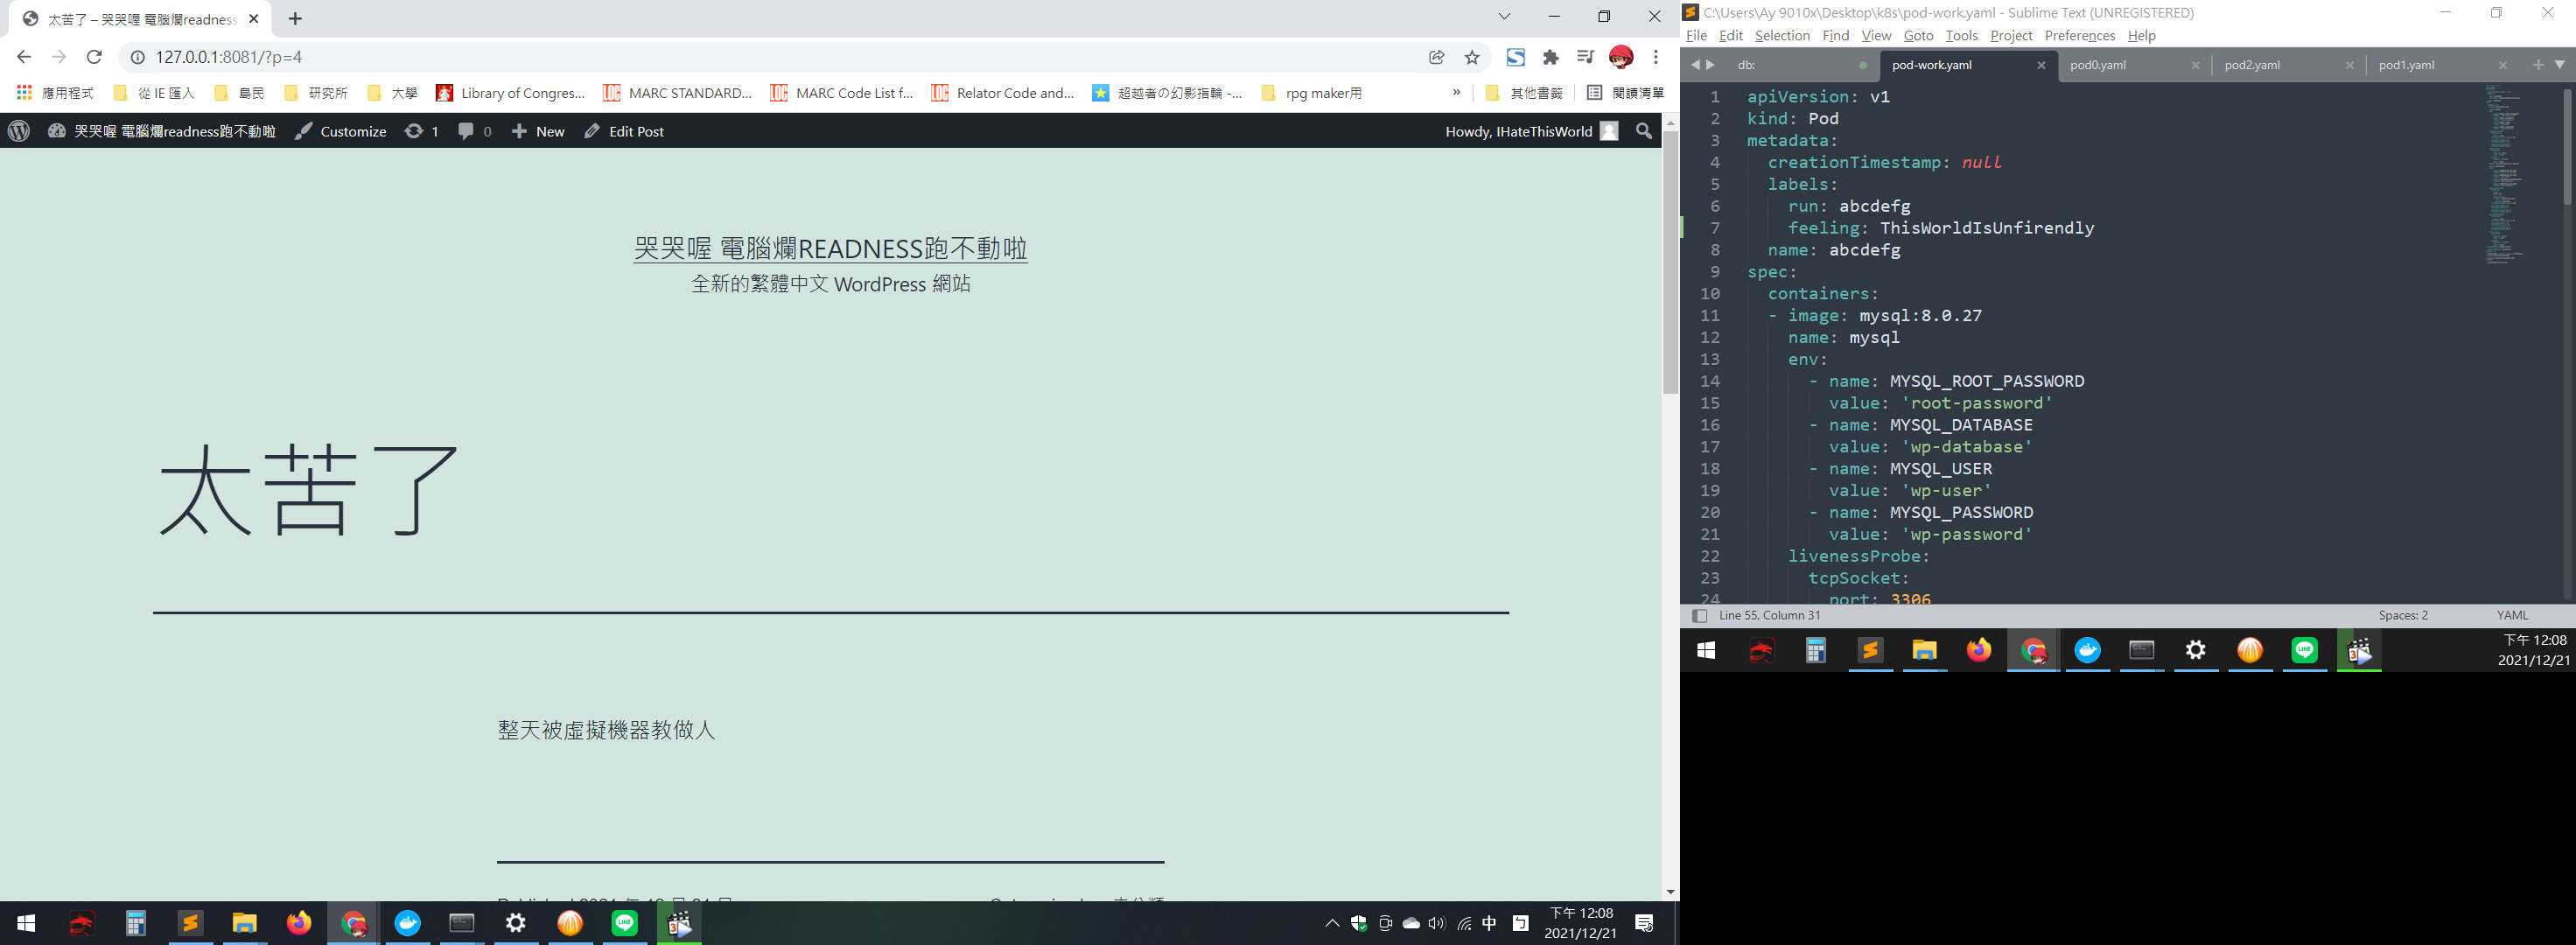 太苦了 – 哭哭喔 電腦爛readness
127.0.0.1:8081/?p=4
應用程式 從 IE 匯入 島民 研究所 大學 Library of Congres... MARC STANDARD... MARC Code List f... Relator Code and... 超越者の幻影指輪 -... rpg maker用 » 其他書籤 閱讀清單
哭哭喔 電腦爛readness跑不動啦 Customize 1 0 New Edit Post Howdy, IHateThisWorld
哭哭喔 電腦爛READNESS跑不動啦
全新的繁體中文 WordPress 網站
太苦了
整天被虛擬機器教做人
中
下午 12:08
2021/12/21
C:\Users\Ay 9010x\Desktop\k8s\pod-work.yaml - Sublime Text (UNREGISTERED)
File Edit Selection Find View Goto Tools Project Preferences Help
db: pod-work.yaml pod0.yaml pod2.yaml pod1.yaml
1 apiVersion: v1
2 kind: Pod
3 metadata:
4 creationTimestamp: null
5 labels:
6 run: abcdefg
7 feeling: ThisWorldIsUnfirendly
8 name: abcdefg
9 spec:
10 containers:
11 - image: mysql:8.0.27
12 name: mysql
13 env:
14 - name: MYSQL_ROOT_PASSWORD
15 value: 'root-password'
16 - name: MYSQL_DATABASE
17 value: 'wp-database'
18 - name: MYSQL_USER
19 value: 'wp-user'
20 - name: MYSQL_PASSWORD
21 value: 'wp-password'
22 livenessProbe:
23 tcpSocket:
24 port: 3306
Line 55, Column 31 Spaces: 2 YAML
LINE
下午 12:08
2021/12/21